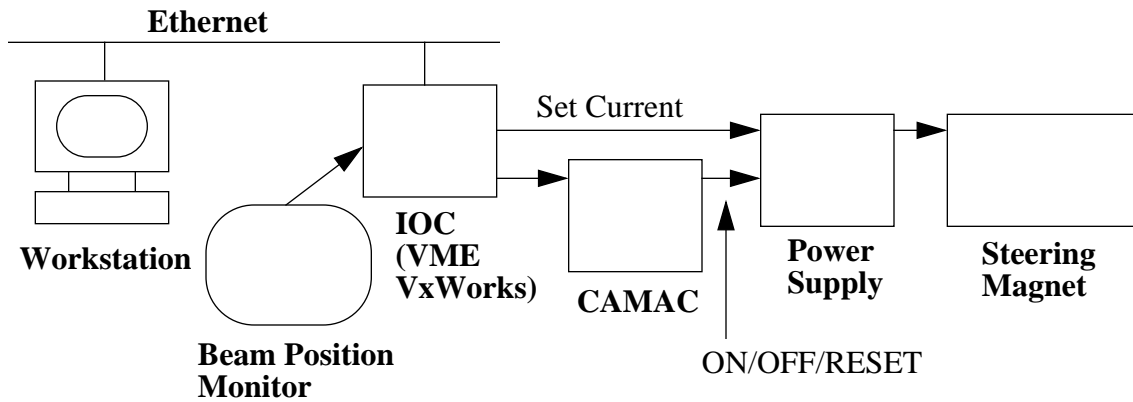 Ethernet
Set Current
Workstation
IOC
(VME
VxWorks)
Beam Position
Monitor
CAMAC
Power
Supply
Steering
Magnet
ON/OFF/RESET